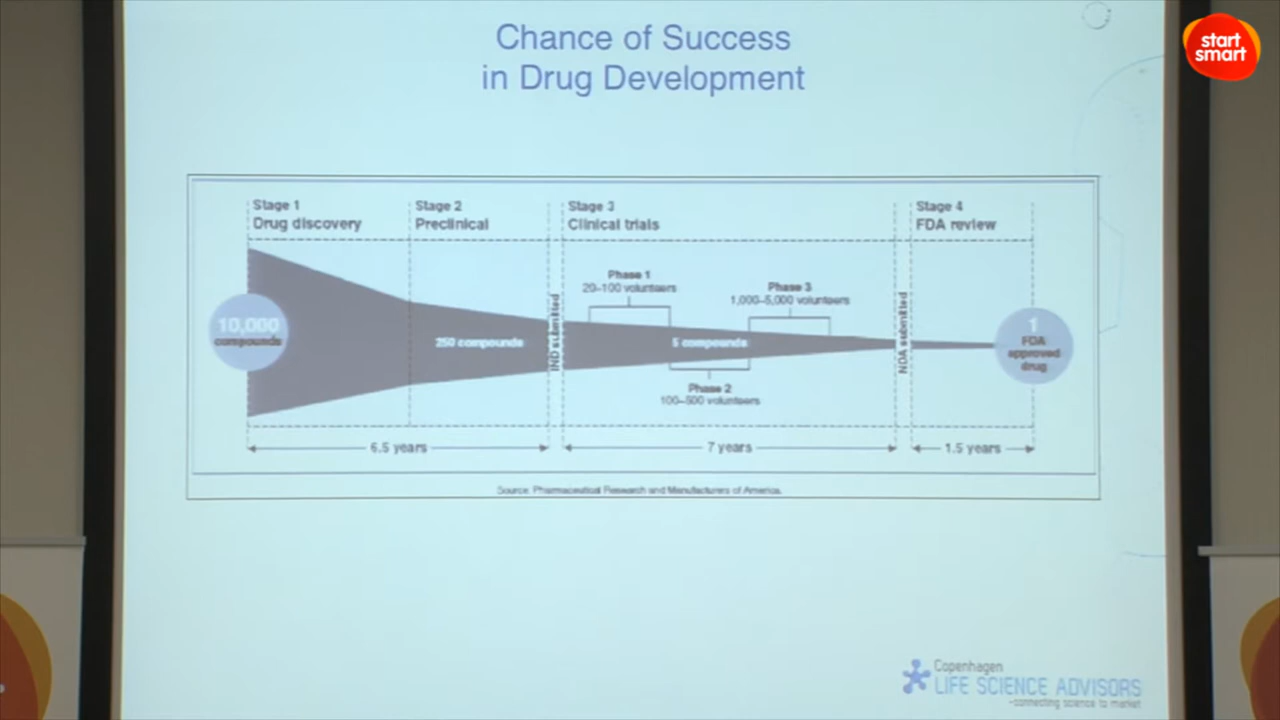 start
smart
Chance of Success
in Drug Development
Stage 1
Drug discovery
Stage 2
Preclinical
Stage 3
Clinical trials
Stage 4
FDA review
Phase 1
20–100 volunteers
Phase 3
1,000–5,000 volunteers
10,000
compounds
250 compounds
IND submitted
5 compounds
NDA submitted
1
FDA
approved
drug
Phase 2
100–500 volunteers
6.5 years
7 years
1.5 years
Source: Pharmaceutical Research and Manufacturers of America.
Copenhagen
LIFE SCIENCE ADVISORS
-connecting science to market